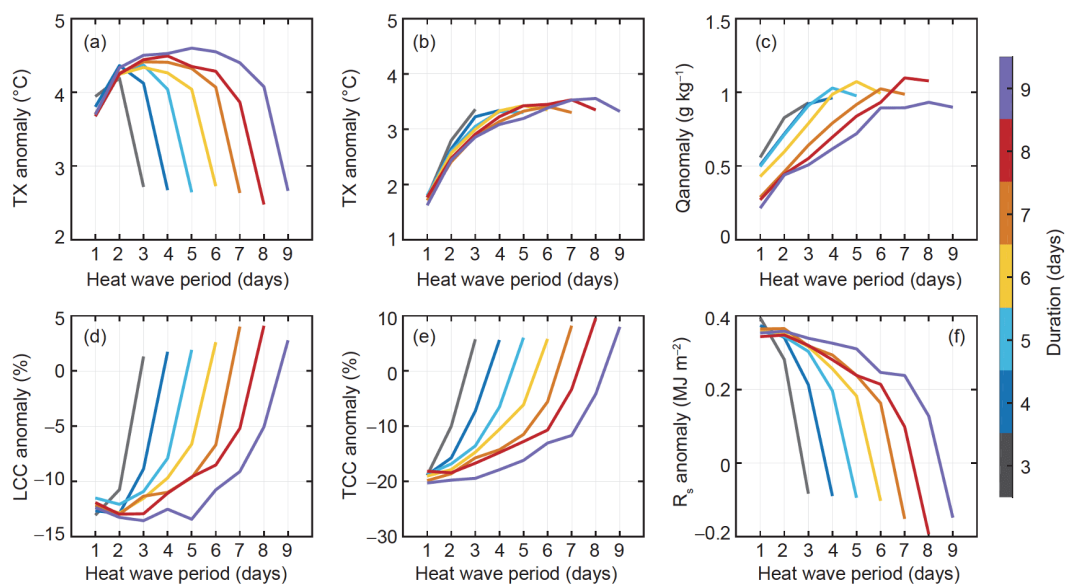 (a)
TX anomaly (°C)
5
4
3
2
1 2 3 4 5 6 7 8 9
Heat wave period (days)
(b)
TX anomaly (°C)
5
4
3
2
1
1 2 3 4 5 6 7 8 9
Heat wave period (days)
(c)
Qanomaly (g kg⁻¹)
1.5
1
0.5
0
1 2 3 4 5 6 7 8 9
Heat wave period (days)
(d)
LCC anomaly (%)
5
0
−5
−10
−15
1 2 3 4 5 6 7 8 9
Heat wave period (days)
(e)
TCC anomaly (%)
10
0
−10
−20
−30
1 2 3 4 5 6 7 8 9
Heat wave period (days)
(f)
Rₛ anomaly (MJ m⁻²)
0.4
0.2
0
−0.2
1 2 3 4 5 6 7 8 9
Heat wave period (days)
9
8
7
6
5
4
3
Duration (days)